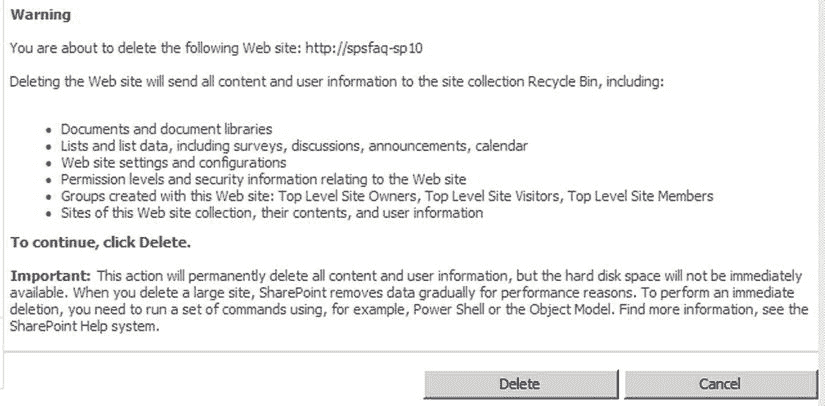 Warning
You are about to delete the following Web site: http://spsfaq-sp10
Deleting the Web site will send all content and user information to the site collection Recycle Bin, including:
• Documents and document libraries
• Lists and list data, including surveys, discussions, announcements, calendar
• Web site settings and configurations
• Permission levels and security information relating to the Web site
• Groups created with this Web site: Top Level Site Owners, Top Level Site Visitors, Top Level Site Members
• Sites of this Web site collection, their contents, and user information
To continue, click Delete.
Important: This action will permanently delete all content and user information, but the hard disk space will not be immediately
available. When you delete a large site, SharePoint removes data gradually for performance reasons. To perform an immediate
deletion, you need to run a set of commands using, for example, Power Shell or the Object Model. Find more information, see the
SharePoint Help system.
Delete Cancel